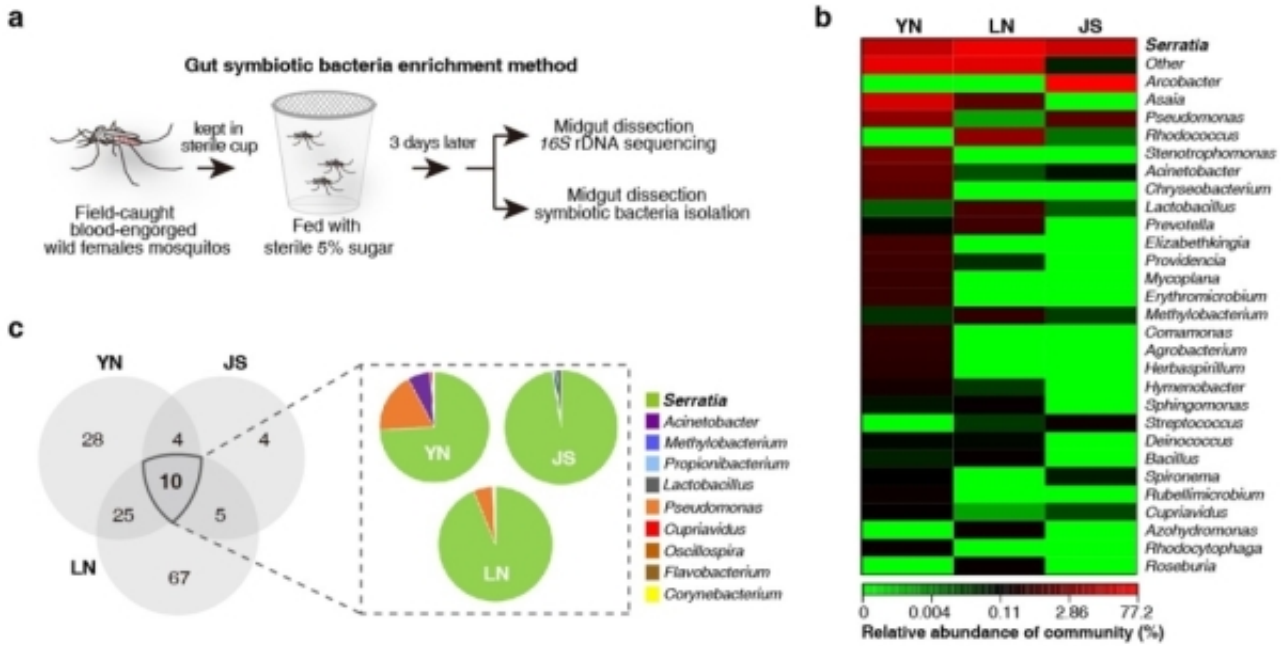 a
Gut symbiotic bacteria enrichment method
kept in
sterile cup
3 days later
Midgut dissection
16S rDNA sequencing
Midgut dissection
symbiotic bacteria isolation
Field-caught
blood-engorged
wild females mosquitos
Fed with
sterile 5% sugar
b
YN LN JS
Serratia
Other
Arcobacter
Asaia
Pseudomonas
Rhodococcus
Stenotrophomonas
Acinetobacter
Chryseobacterium
Lactobacillus
Prevotella
Elizabethkingia
Providencia
Mycoplana
Erythromicrobium
Methylobacterium
Comamonas
Agrobacterium
Herbaspirillum
Hymenobacter
Sphingomonas
Streptococcus
Deinococcus
Bacillus
Spironema
Rubellimicrobium
Cupriavidus
Azohydromonas
Rhodocytophaga
Roseburia
0 0.004 0.11 2.86 77.2
Relative abundance of community (%)
c
YN JS
28 4 4
10
25 5
LN
67
YN
JS
LN
Serratia
Acinetobacter
Methylobacterium
Propionibacterium
Lactobacillus
Pseudomonas
Cupriavidus
Oscillospira
Flavobacterium
Corynebacterium